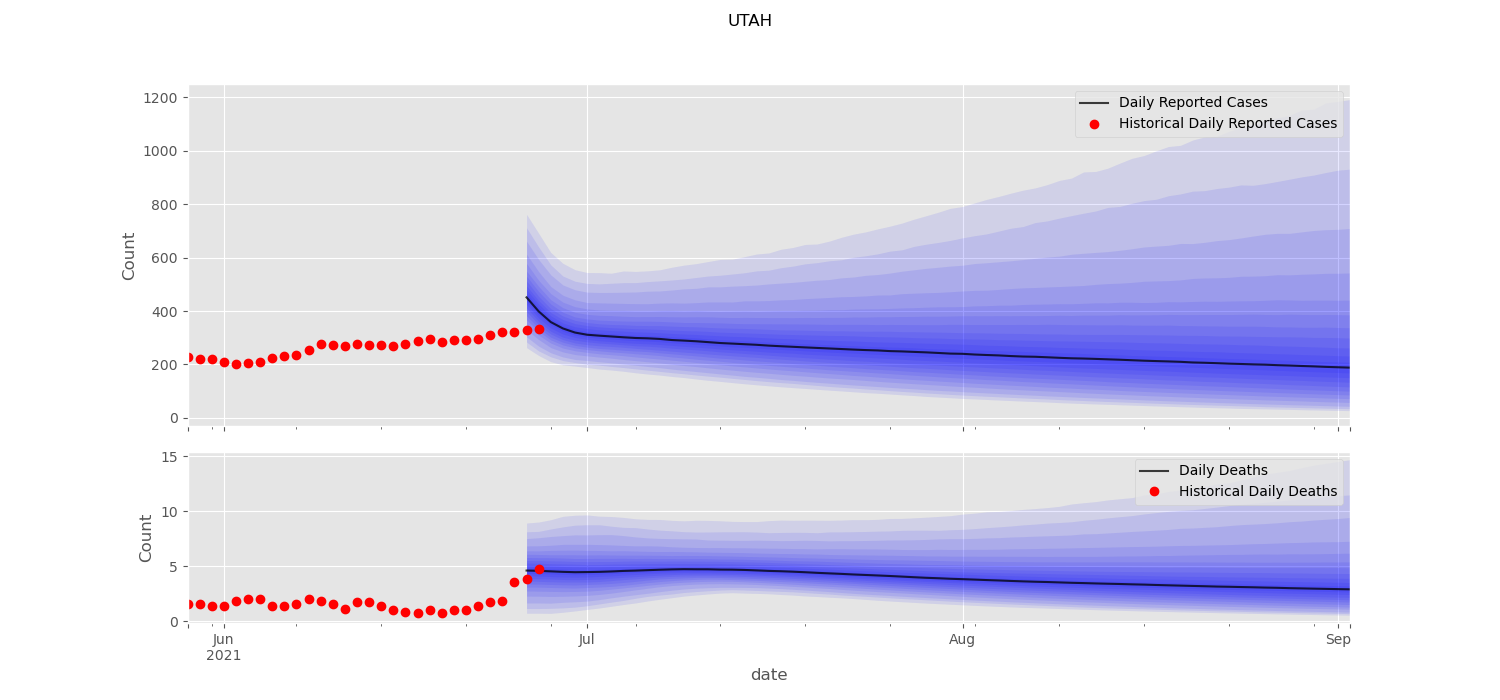 UTAH
1200
1000
800
600
400
200
0
Count
Daily Reported Cases
Historical Daily Reported Cases
15
10
5
0
Count
Daily Deaths
Historical Daily Deaths
Jun
2021
Jul
Aug
Sep
date